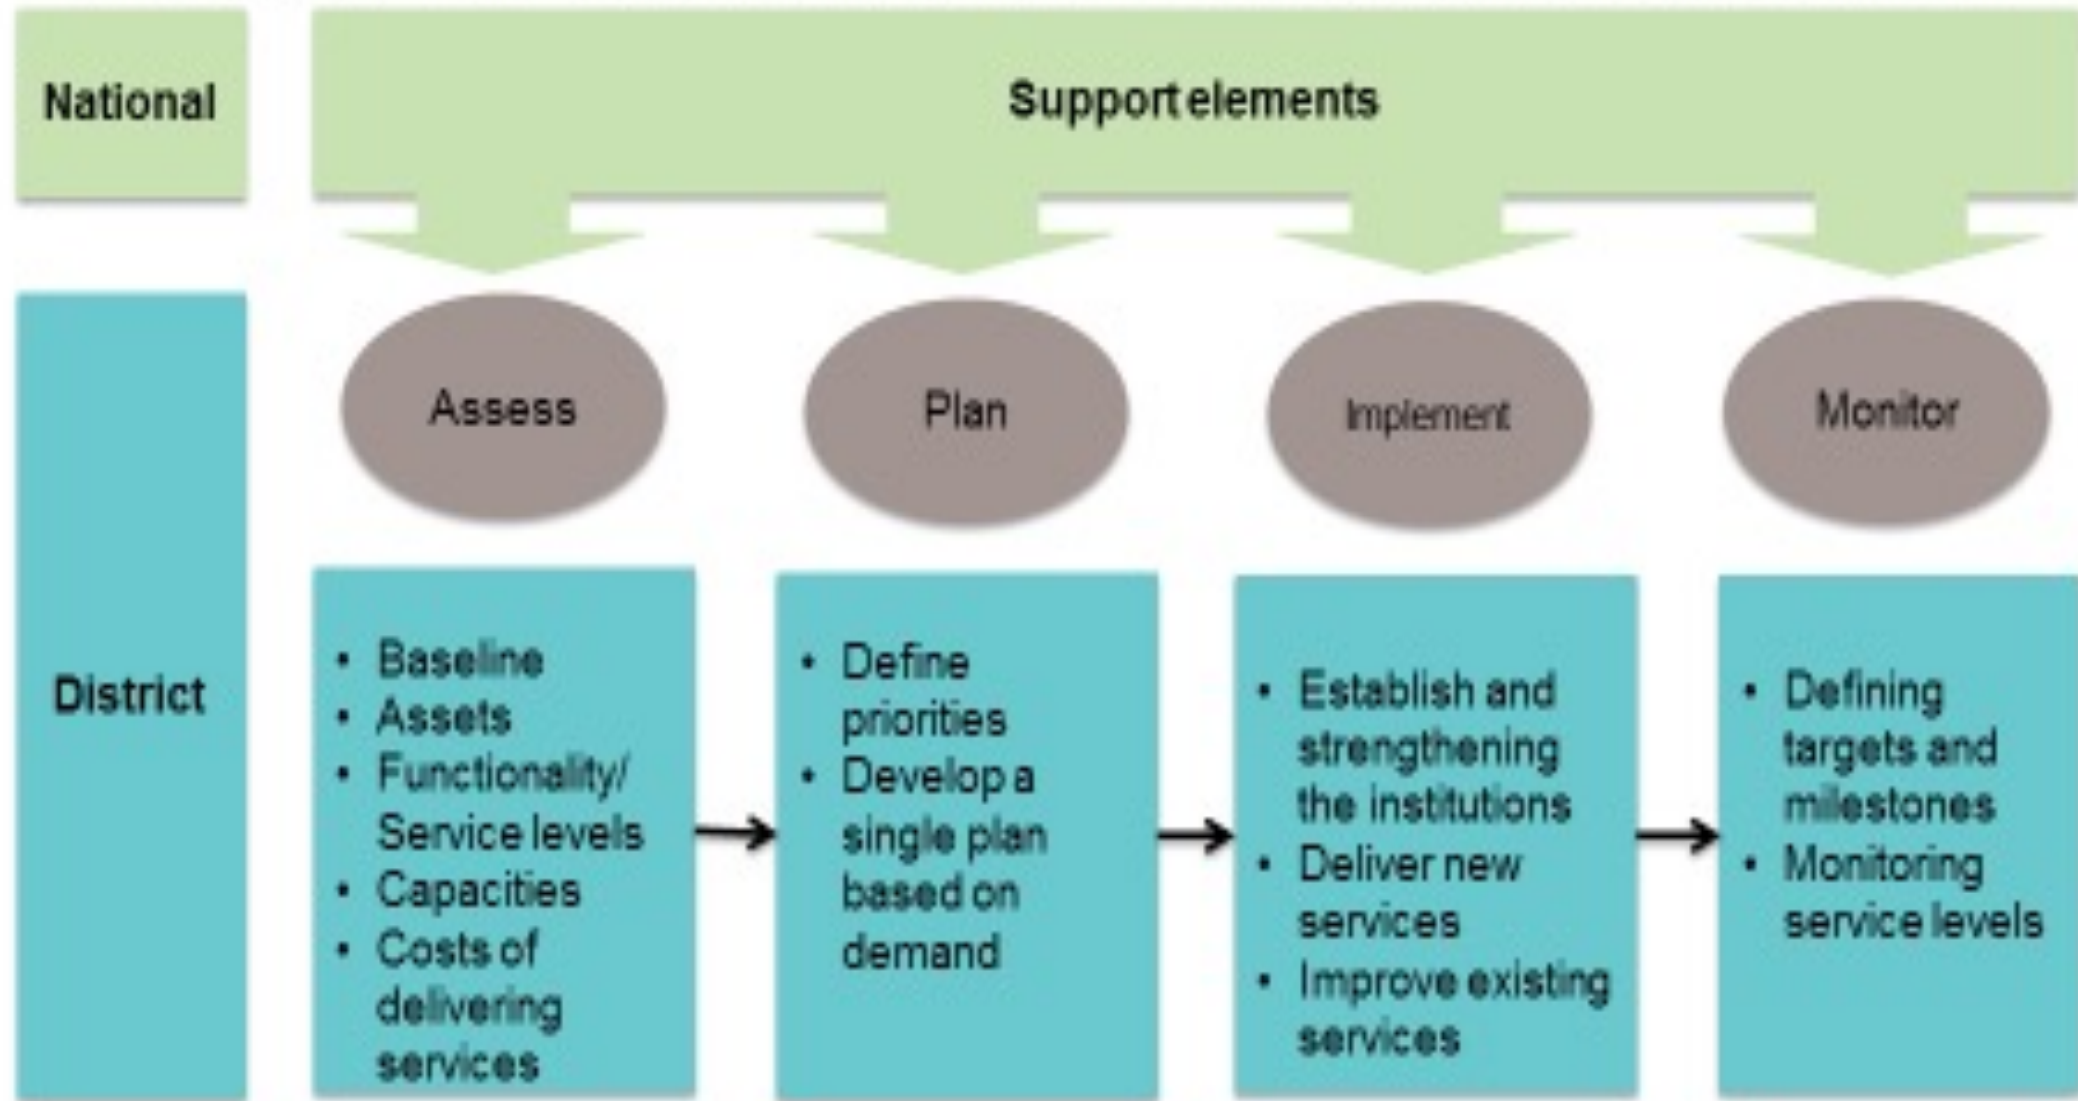 National
Support elements
Assess
Plan
Implement
Monitor
District
• Baseline
• Assets
• Functionality/
Service levels
• Capacities
• Costs of
delivering
services
• Define
priorities
• Develop a
single plan
based on
demand
• Establish and
strengthening
the institutions
• Deliver new
services
• Improve existing
services
• Defining
targets and
milestones
• Monitoring
service levels